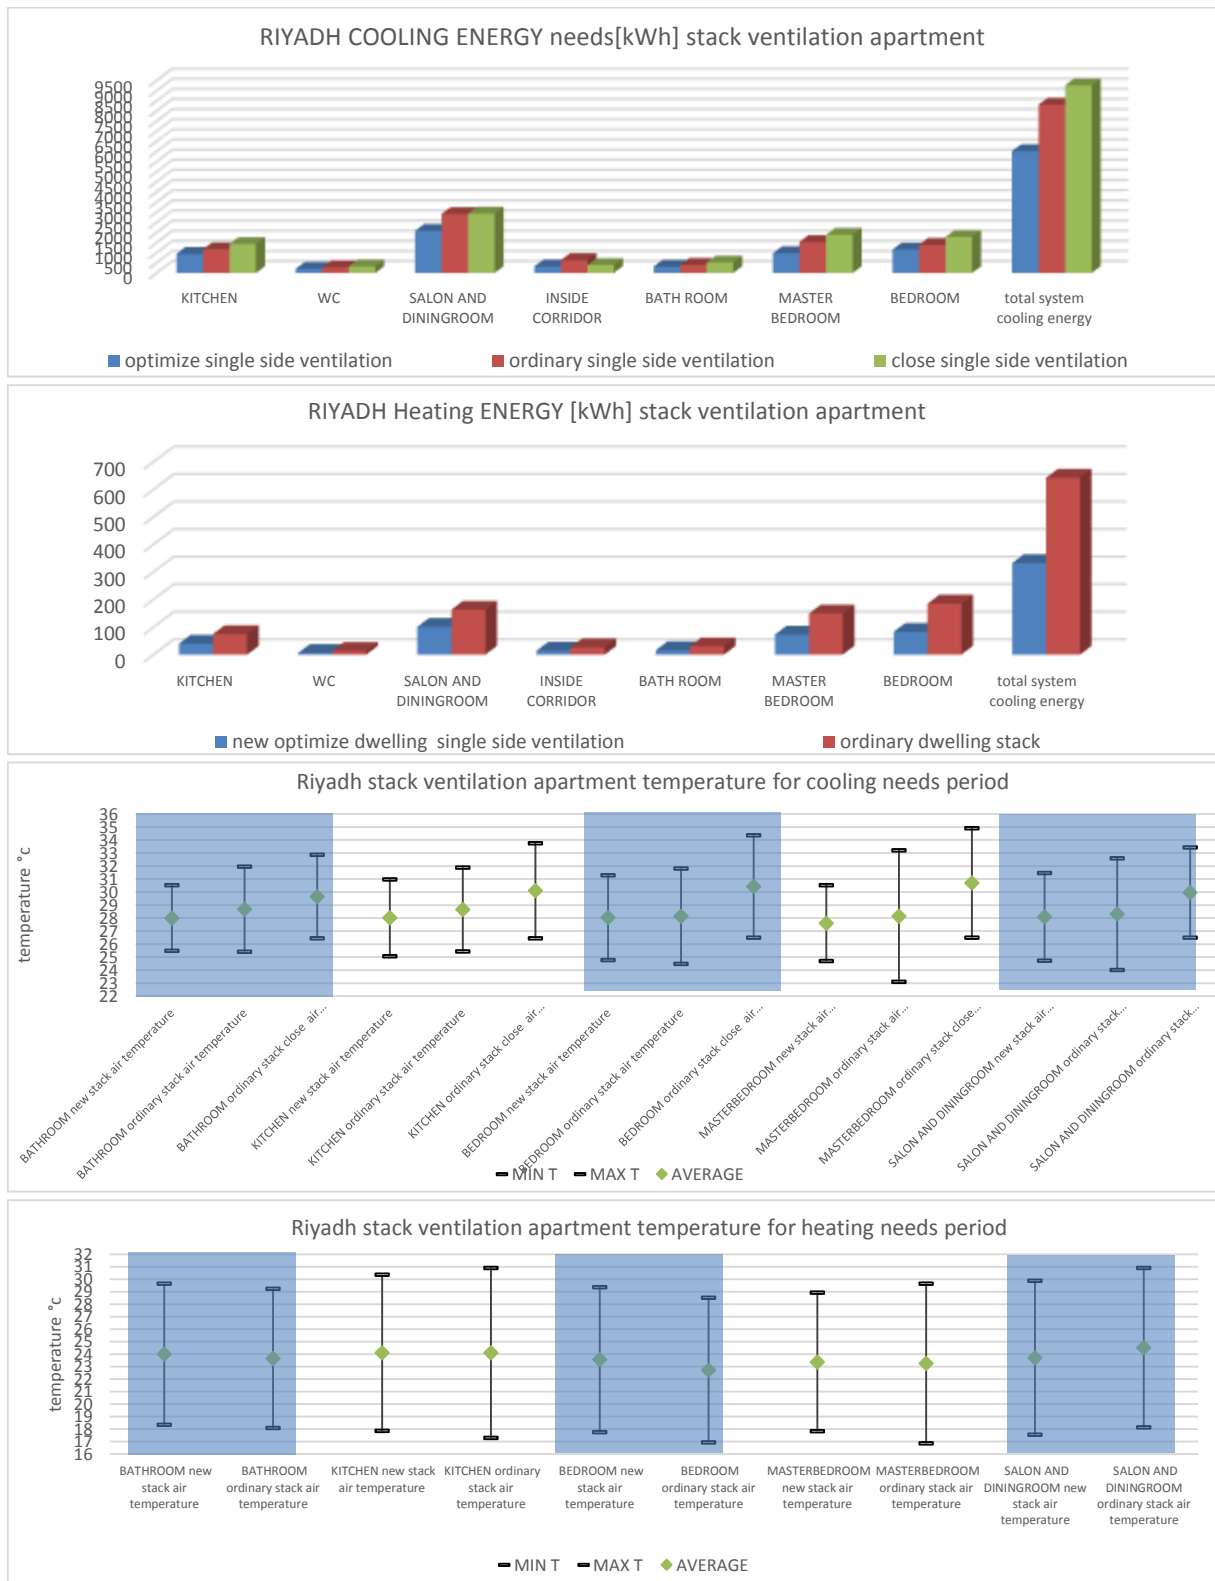 RIYADH COOLING ENERGY needs[kWh] stack ventilation apartment
9500
9000
8500
8000
7500
7000
6500
6000
5500
5000
4500
4000
3500
3000
2500
2000
1500
1000
500
0
KITCHEN
WC
SALON AND
DININGROOM
INSIDE
CORRIDOR
BATH ROOM
MASTER
BEDROOM
BEDROOM
total system
cooling energy
optimize single side ventilation
ordinary single side ventilation
close single side ventilation
RIYADH Heating ENERGY [kWh] stack ventilation apartment
700
600
500
400
300
200
100
0
KITCHEN
WC
SALON AND
DININGROOM
INSIDE
CORRIDOR
BATH ROOM
MASTER
BEDROOM
BEDROOM
total system
cooling energy
new optimize dwelling single side ventilation
ordinary dwelling stack
Riyadh stack ventilation apartment temperature for cooling needs period
temperature °c
36
35
34
33
32
31
30
29
28
27
26
25
24
23
22
BATHROOM new stack air temperature
BATHROOM ordinary stack air temperature
BATHROOM ordinary stack close air...
KITCHEN new stack air temperature
KITCHEN ordinary stack air temperature
KITCHEN ordinary stack close air...
BEDROOM new stack air temperature
BEDROOM ordinary stack air temperature
BEDROOM ordinary stack close air...
MASTERBEDROOM new stack air...
MASTERBEDROOM ordinary stack air...
MASTERBEDROOM ordinary stack close...
SALON AND DININGROOM new stack air...
SALON AND DININGROOM ordinary stack...
SALON AND DININGROOM ordinary stack...
MIN T
MAX T
AVERAGE
Riyadh stack ventilation apartment temperature for heating needs period
temperature °c
32
31
30
29
28
27
26
25
24
23
22
21
20
19
18
17
16
BATHROOM new
stack air
temperature
BATHROOM
ordinary stack air
temperature
KITCHEN new stack
air temperature
KITCHEN ordinary
stack air
temperature
BEDROOM new
stack air
temperature
BEDROOM
ordinary stack air
temperature
MASTERBEDROOM
new stack air
temperature
MASTERBEDROOM
ordinary stack air
temperature
SALON AND
DININGROOM new
stack air
temperature
SALON AND
DININGROOM
ordinary stack air
temperature
MIN T
MAX T
AVERAGE